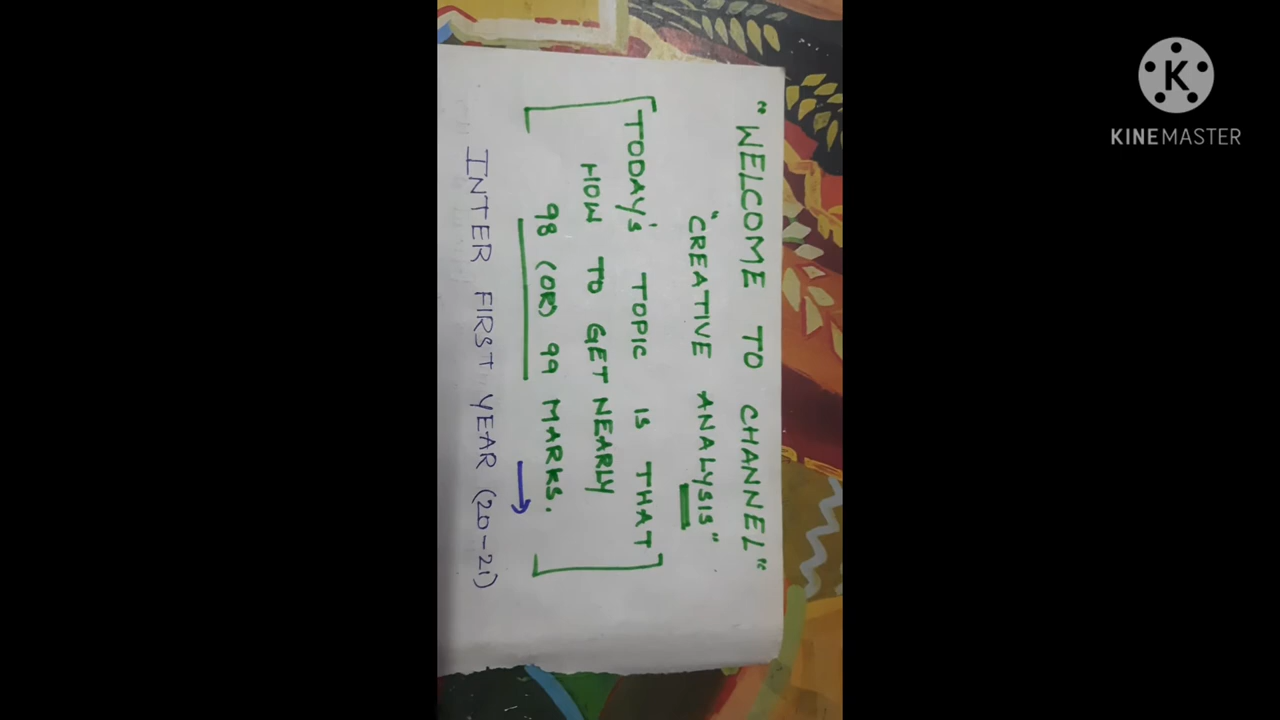 "WELCOME TO CHANNEL"
"CREATIVE ANALYSIS"
[TODAY'S TOPIC IS THAT
HOW TO GET NEARLY
98 (OR) 99 MARKS.]
INTER FIRST YEAR (20-21)
K
KINEMASTER